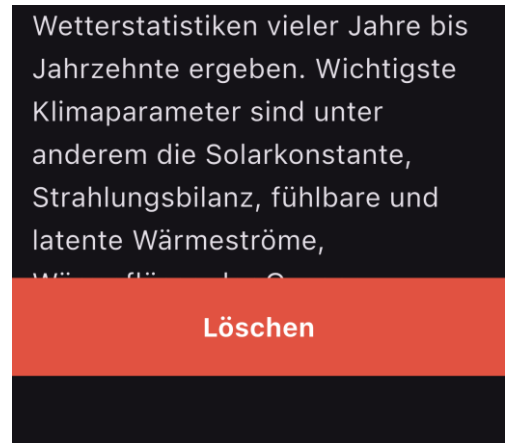 Wetterstatistiken vieler Jahre bis
Jahrzehnte ergeben. Wichtigste
Klimaparameter sind unter
anderem die Solarkonstante,
Strahlungsbilanz, fühlbare und
latente Wärmeströme,
Löschen